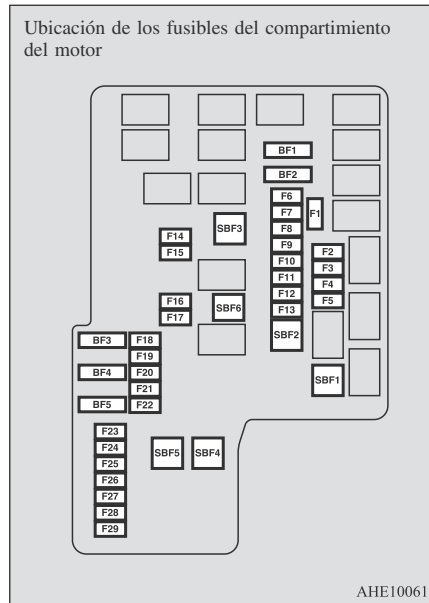 Ubicación de los fusibles del compartimiento
del motor
BF1
BF2
F6
F7
F1
F8
F9
F10
F11
F12
F13
SBF2
F2
F3
F4
F5
SBF1
F14
F15
SBF3
F16
F17
SBF6
BF3
F18
F19
BF4
F20
F21
BF5
F22
F23
F24
F25
F26
F27
F28
F29
SBF5
SBF4
AHE10061